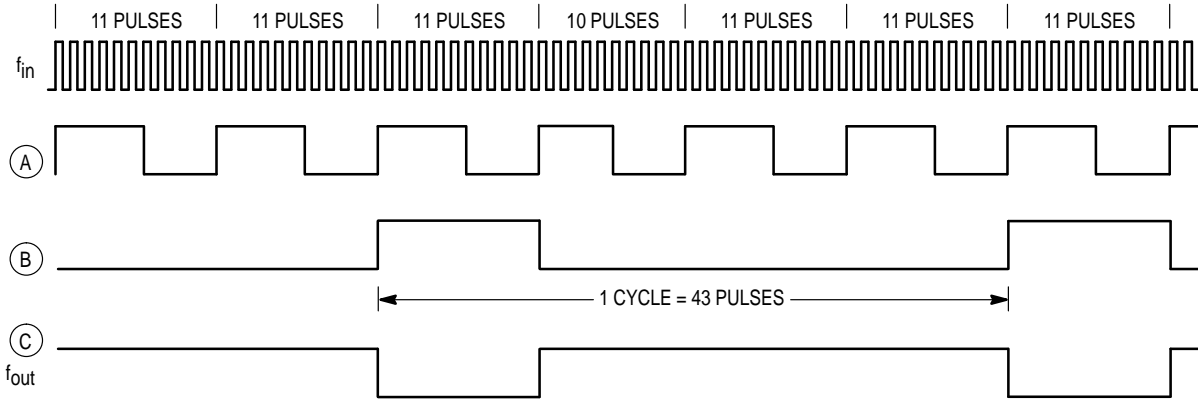 11 PULSES 11 PULSES 11 PULSES 10 PULSES 11 PULSES 11 PULSES 11 PULSES
fin
A
B
1 CYCLE = 43 PULSES
C
fout